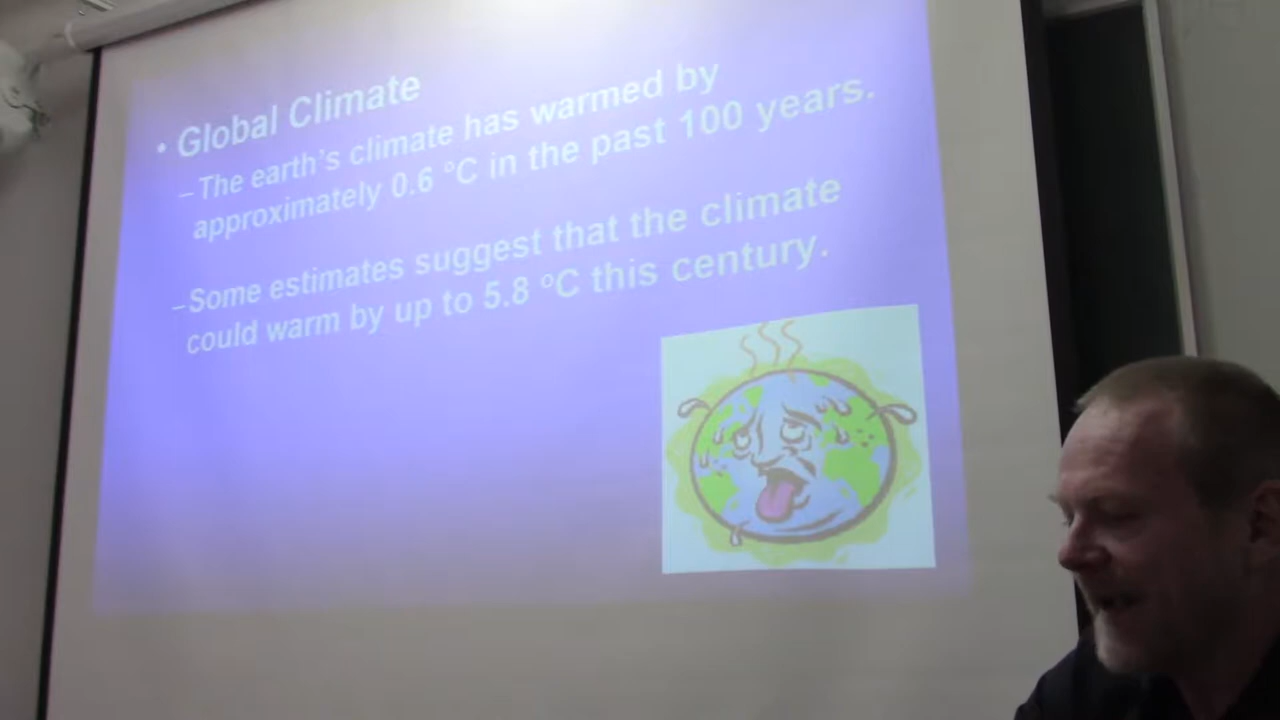 • Global Climate
– The earth's climate has warmed by
approximately 0.6 °C in the past 100 years.
– Some estimates suggest that the climate
could warm by up to 5.8 °C this century.